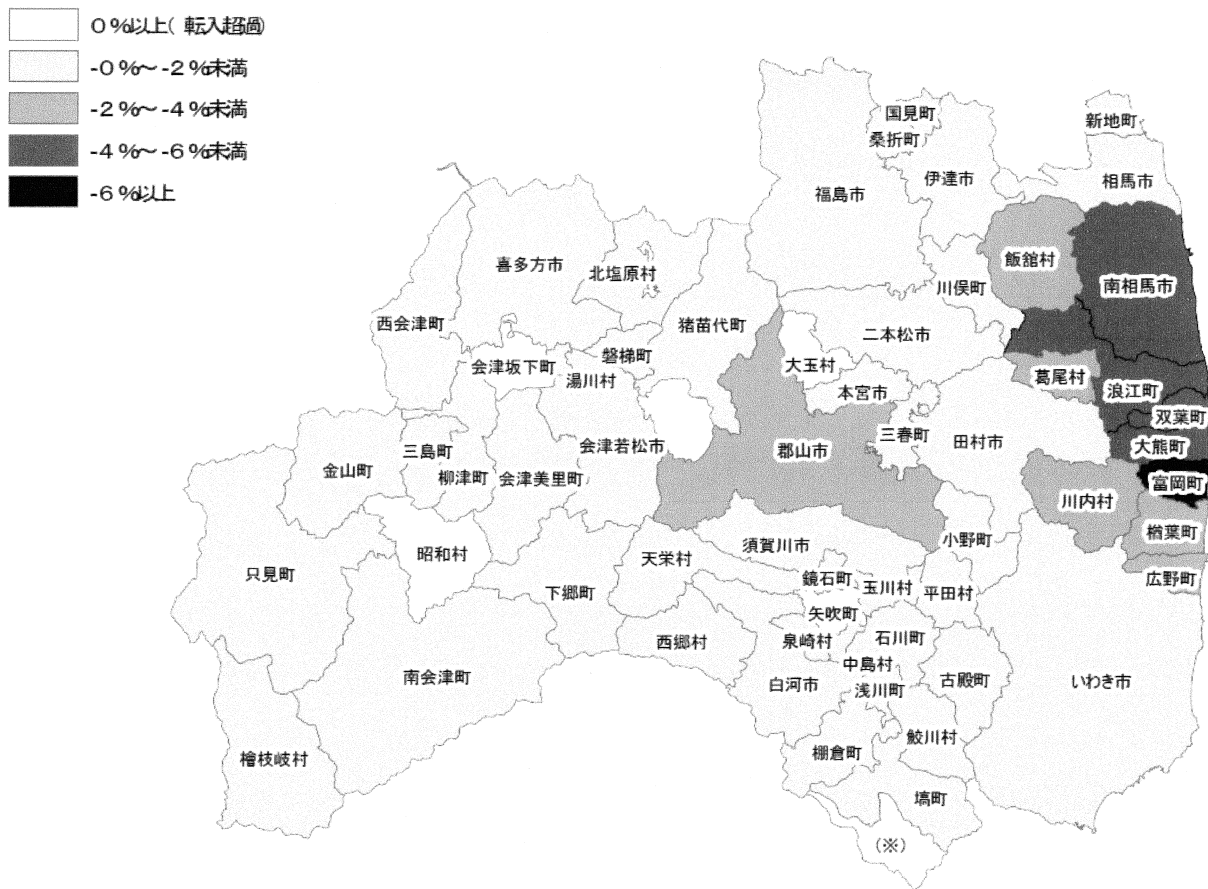 0%以上(転入超過)
-0%~-2%未満
-2%~-4%未満
-4%~-6%未満
-6%以上
国見町
桑折町
新地町
伊達市
相馬市
福島市
飯舘村
喜多方市
北塩原村
川俣町
南相馬市
西会津町
猪苗代町
二本松市
磐梯町
大玉村
会津坂下町
湯川村
葛尾村
浪江町
本宮市
双葉町
三春町
田村市
大熊町
会津若松市
郡山市
三島町
金山町
柳津町
会津美里町
富岡町
川内村
楢葉町
小野町
須賀川市
昭和村
天栄村
只見町
鏡石町
広野町
下郷町
玉川村
平田村
矢吹町
西郷村
泉崎村
石川町
中島村
南会津町
白河市
浅川町
古殿町
いわき市
鮫川村
棚倉町
檜枝岐村
塙町
(※)